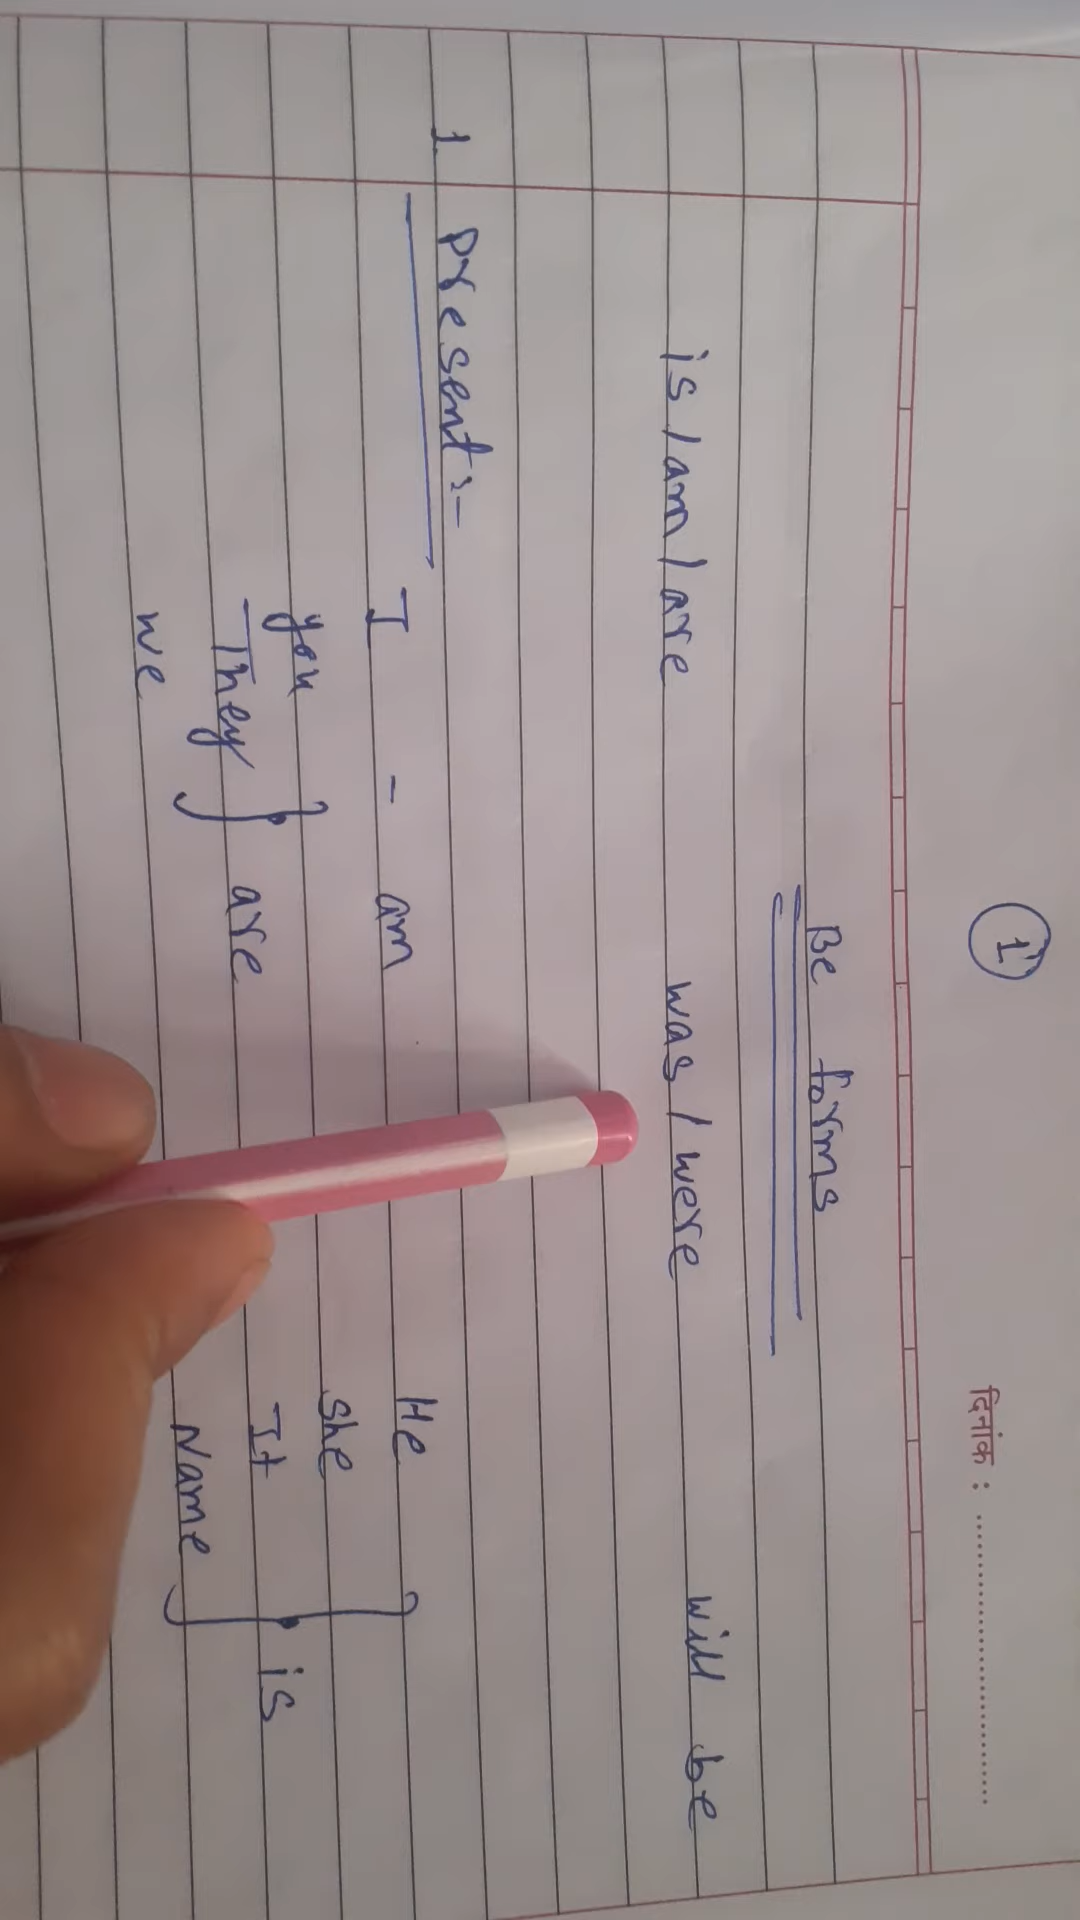 1
दिनांक : ..............................
Be forms
is / am / are was / were will be
1. Present :-
I - am He
you She
They } are It } is
we Name